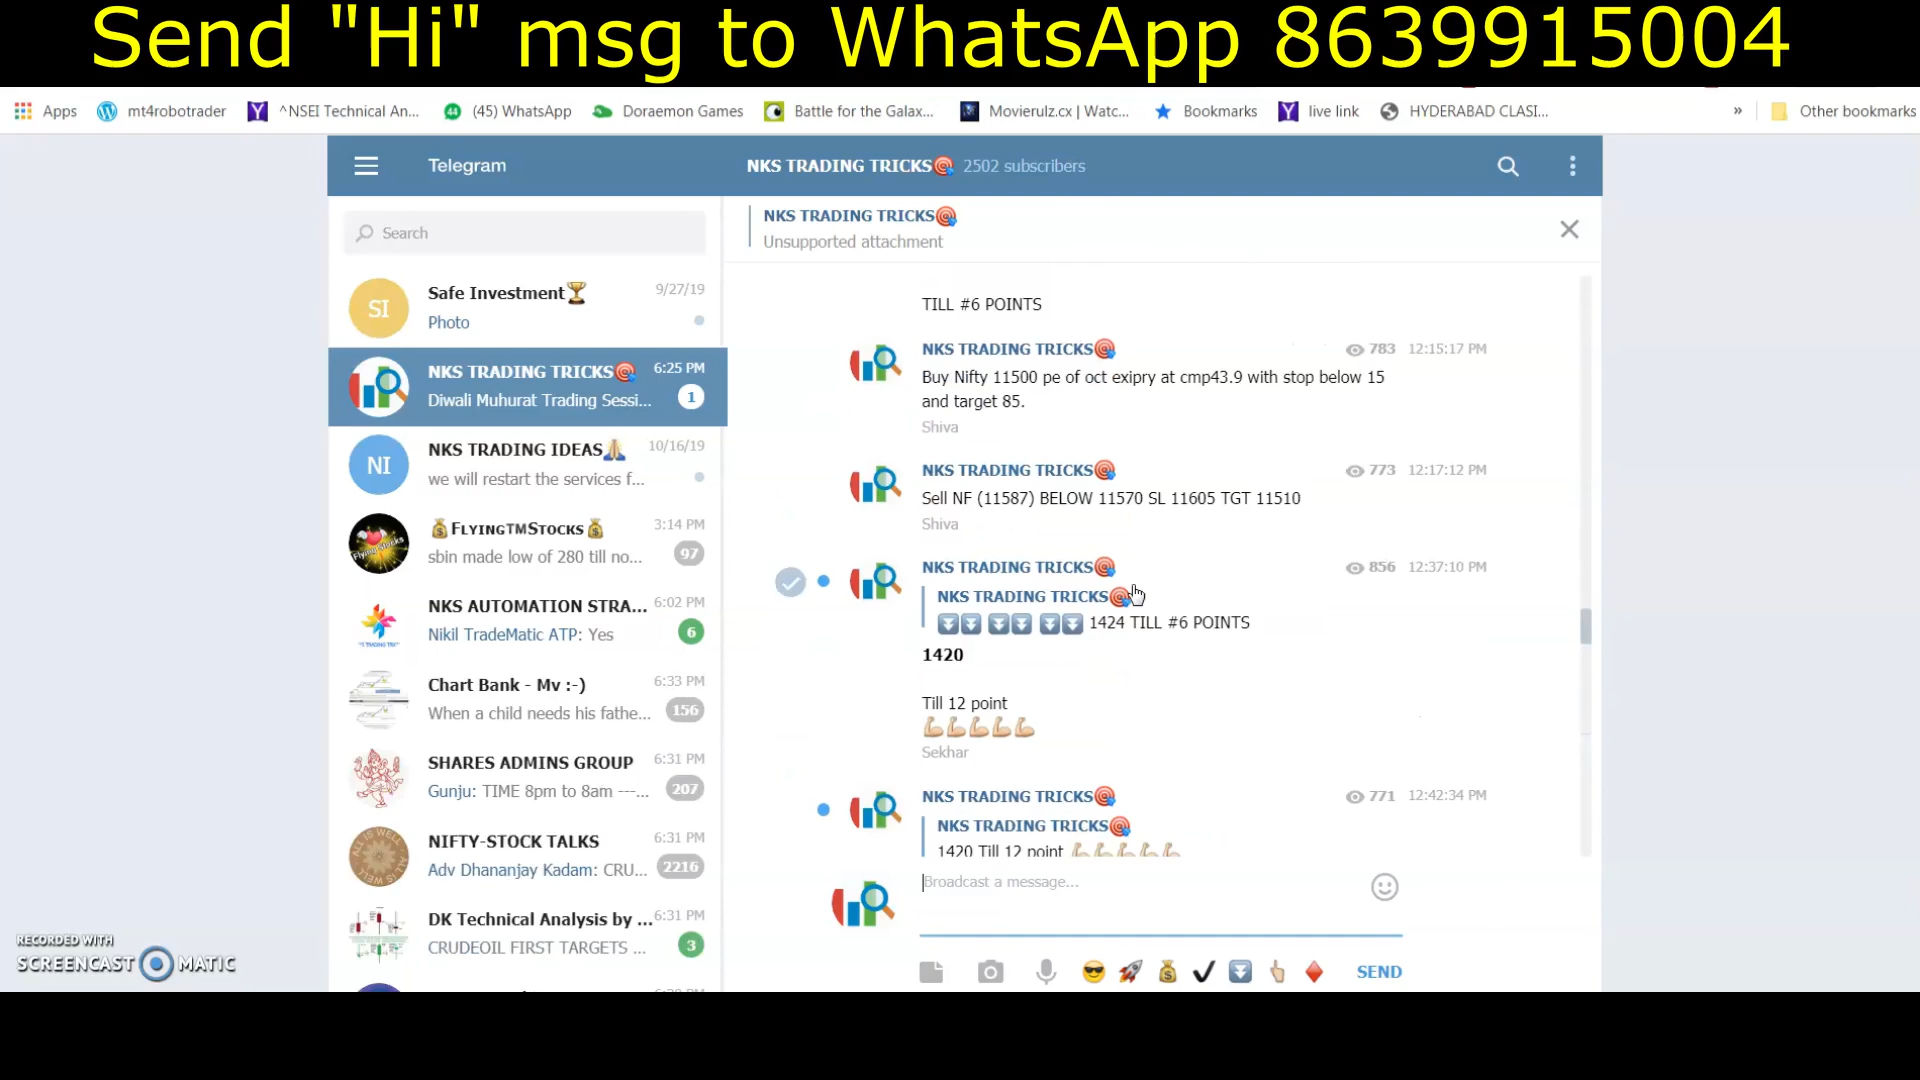 Send "Hi" msg to WhatsApp 8639915004
Apps mt4robotrader ^NSEI Technical An... (45) WhatsApp Doraemon Games Battle for the Galax... Movierulz.cx | Watc... Bookmarks live link HYDERABAD CLASI... » Other bookmarks
Telegram
NKS TRADING TRICKS🎯 2502 subscribers
Search
Safe Investment🏆 9/27/19
Photo
NKS TRADING TRICKS🎯 6:25 PM
Diwali Muhurat Trading Sessi... 1
NKS TRADING IDEAS🙏🏼 10/16/19
we will restart the services f...
💰FLYINGTMSTOCKS💰 3:14 PM
sbin made low of 280 till no... 97
NKS AUTOMATION STRA... 6:02 PM
Nikil TradeMatic ATP: Yes 6
Chart Bank - Mv :-) 6:33 PM
When a child needs his fathe... 156
SHARES ADMINS GROUP 6:31 PM
Gunju: TIME 8pm to 8am ---... 207
NIFTY-STOCK TALKS 6:31 PM
Adv Dhananjay Kadam: CRU... 2216
DK Technical Analysis by ... 6:31 PM
CRUDEOIL FIRST TARGETS ... 3
NKS TRADING TRICKS🎯
Unsupported attachment
TILL #6 POINTS
NKS TRADING TRICKS🎯 783 12:15:17 PM
Buy Nifty 11500 pe of oct exipry at cmp43.9 with stop below 15
and target 85.
Shiva
NKS TRADING TRICKS🎯 773 12:17:12 PM
Sell NF (11587) BELOW 11570 SL 11605 TGT 11510
Shiva
NKS TRADING TRICKS🎯 856 12:37:10 PM
NKS TRADING TRICKS🎯
⏬⏬ ⏬⏬ ⏬⏬ 1424 TILL #6 POINTS
1420
Till 12 point
💪🏼💪🏼💪🏼💪🏼💪🏼
Sekhar
NKS TRADING TRICKS🎯 771 12:42:34 PM
NKS TRADING TRICKS🎯
1420 Till 12 point 💪🏼💪🏼💪🏼💪🏼💪🏼
Broadcast a message...
SEND
SI
NI
RECORDED WITH
SCREENCAST MATIC